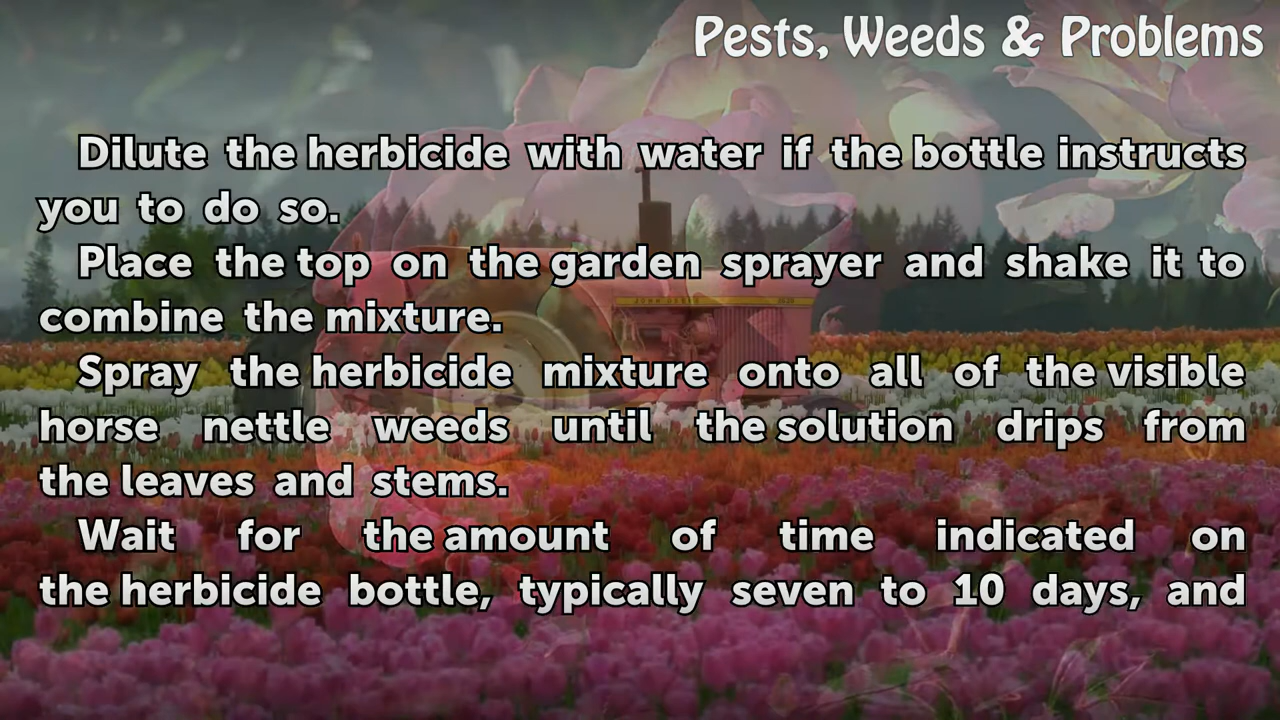 Pests, Weeds & Problems
Dilute the herbicide with water if the bottle instructs
you to do so.
Place the top on the garden sprayer and shake it to
combine the mixture.
Spray the herbicide mixture onto all of the visible
horse nettle weeds until the solution drips from
the leaves and stems.
Wait for the amount of time indicated on
the herbicide bottle, typically seven to 10 days, and